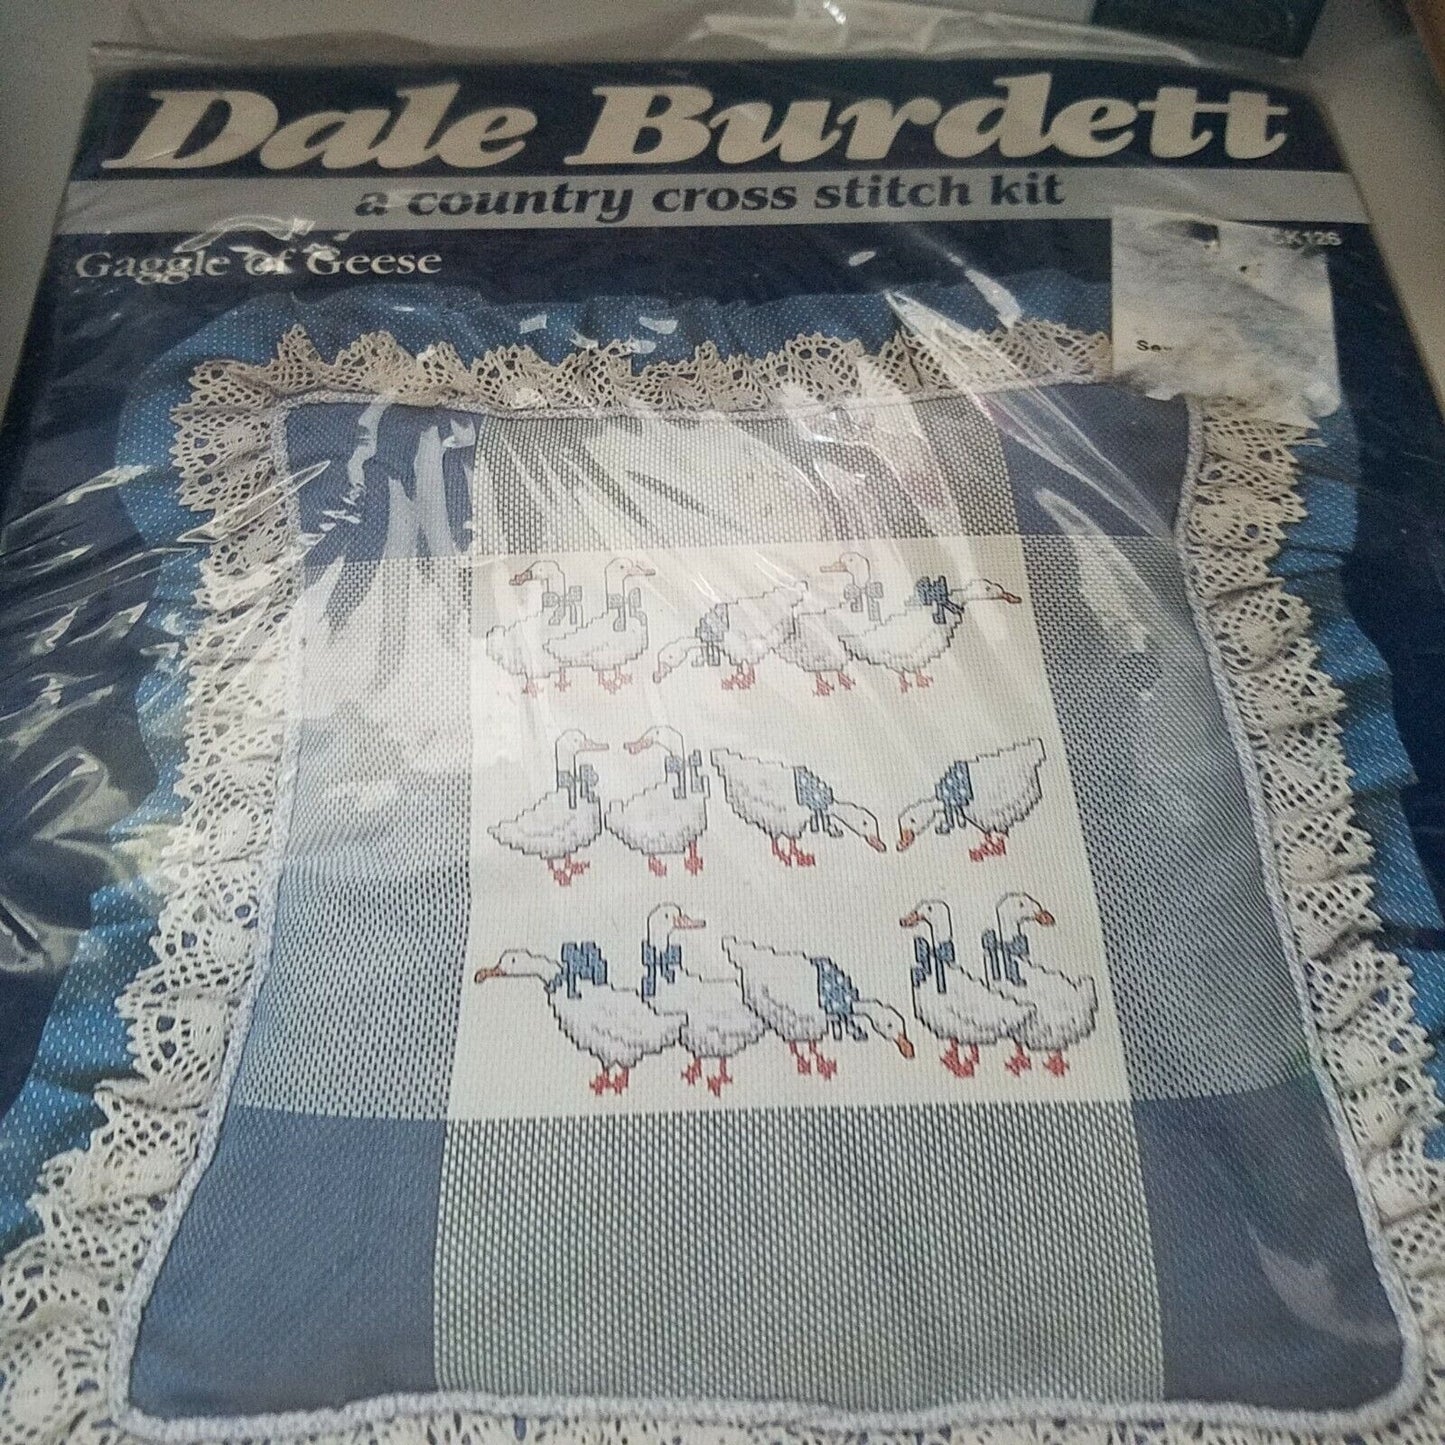 Dale Burdett
a country cross stitch kit
Gaggle of Geese